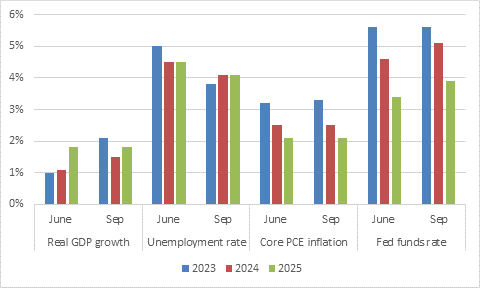 6%
5%
4%
3%
2%
1%
0%
June Sep June Sep June Sep June Sep
Real GDP growth Unemployment rate Core PCE inflation Fed funds rate
2023 2024 2025